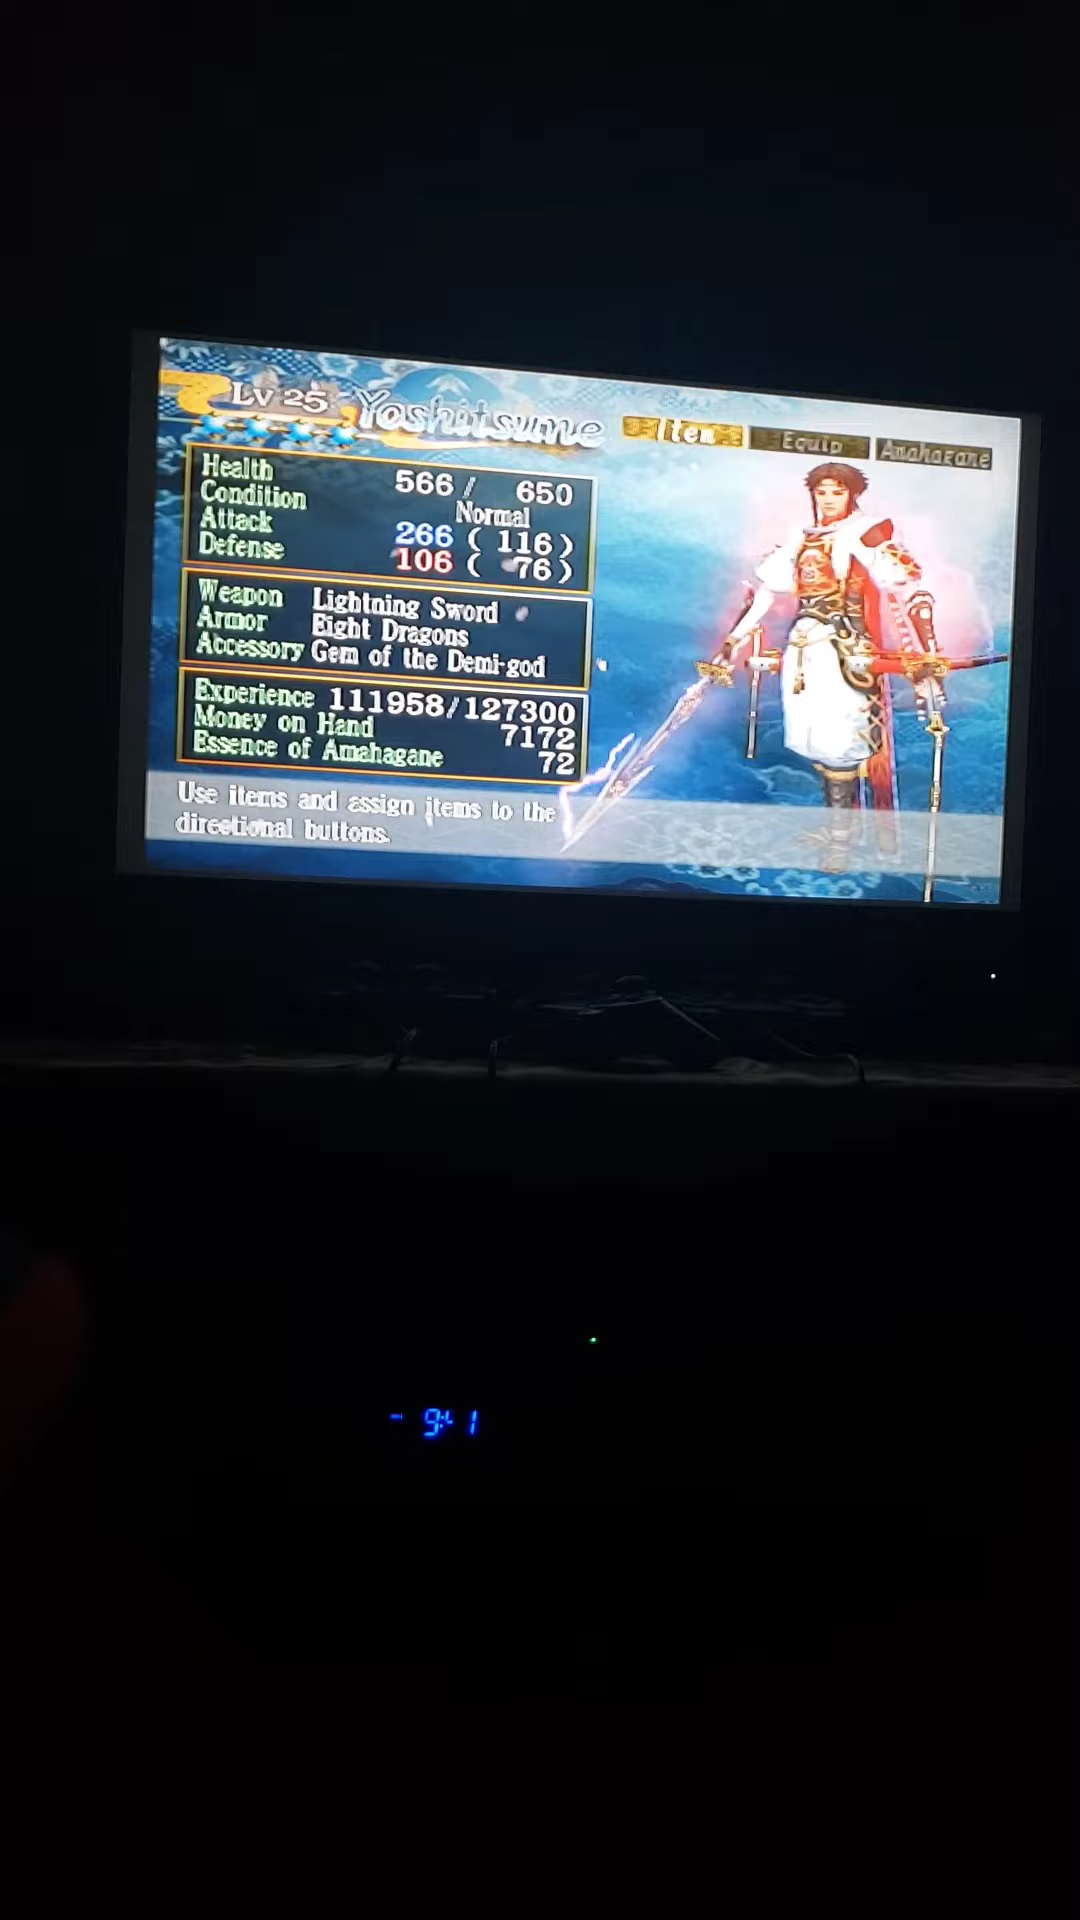 Lv 25 Yoshitsune
Item Equip Amahagane
Health 566 / 650
Condition Normal
Attack 266 ( 116 )
Defense 106 ( 76 )
Weapon Lightning Sword
Armor Eight Dragons
Accessory Gem of the Demi-god
Experience 111958/127300
Money on Hand 7172
Essence of Amahagane 72
Use items and assign items to the
directional buttons.